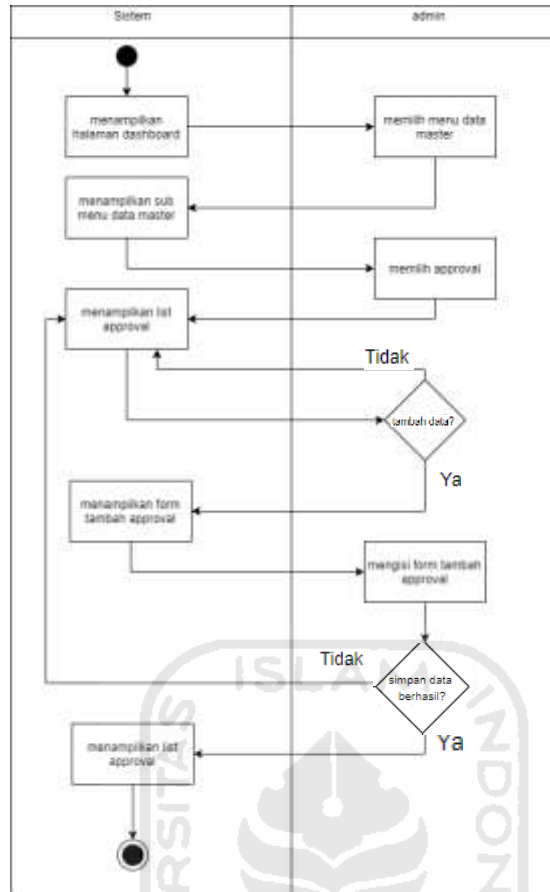 Sistem
admin
menampilkan
halaman dashboard
memilih menu data
master
menampilkan sub
menu data master
memilih approval
menampilkan list
approval
Tidak
tambah data?
Ya
menampilkan form
tambah approval
mengisi form tambah
approval
Tidak
simpan data
berhasil?
Ya
menampilkan list
approval
ISLAM